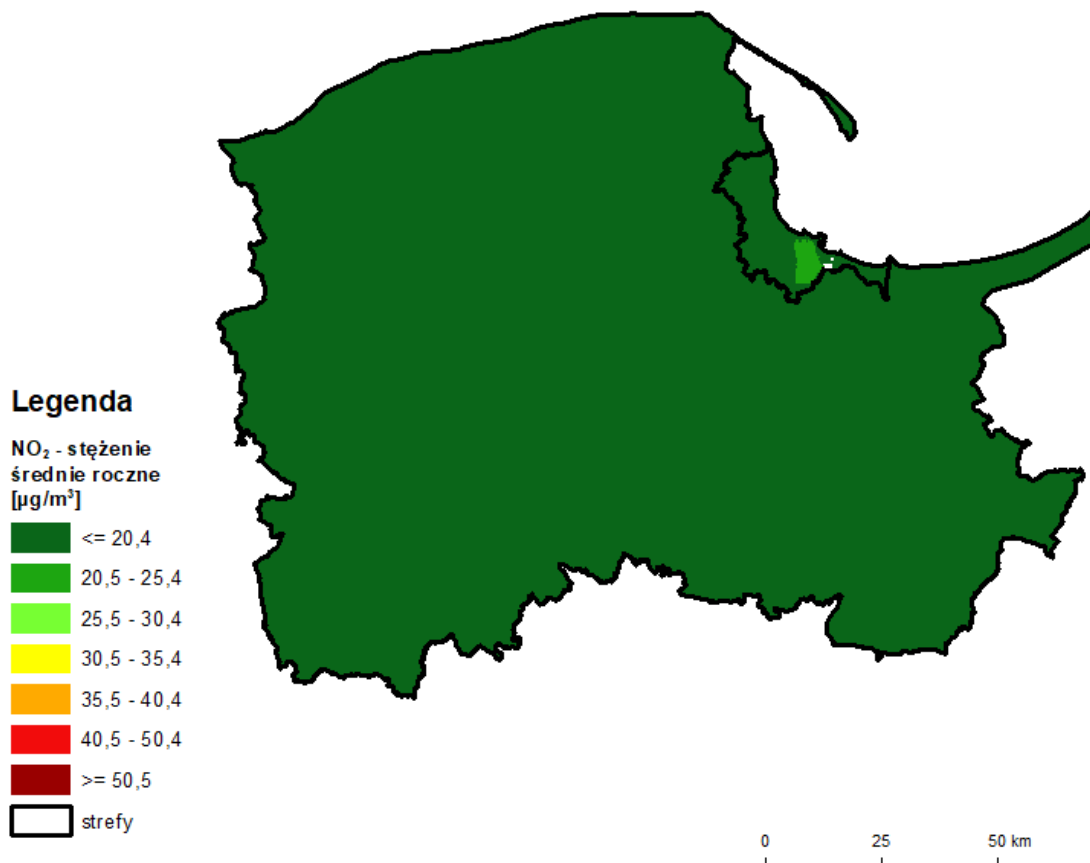 Legenda
NO₂ - stężenie
średnie roczne
[µg/m³]
<= 20,4
20,5 - 25,4
25,5 - 30,4
30,5 - 35,4
35,5 - 40,4
40,5 - 50,4
>= 50,5
strefy
0 25 50 km